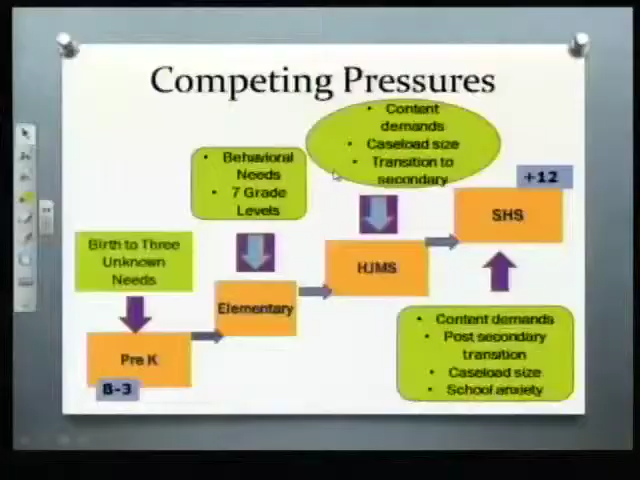 Competing Pressures
• Content
demands
• Caseload size
• Transition to
secondary
• Behavioral
Needs
• 7 Grade
Levels
+12
SHS
Birth to Three
Unknown
Needs
HJMS
Elementary
• Content demands
• Post secondary
transition
• Caseload size
• School anxiety
Pre K
B-3